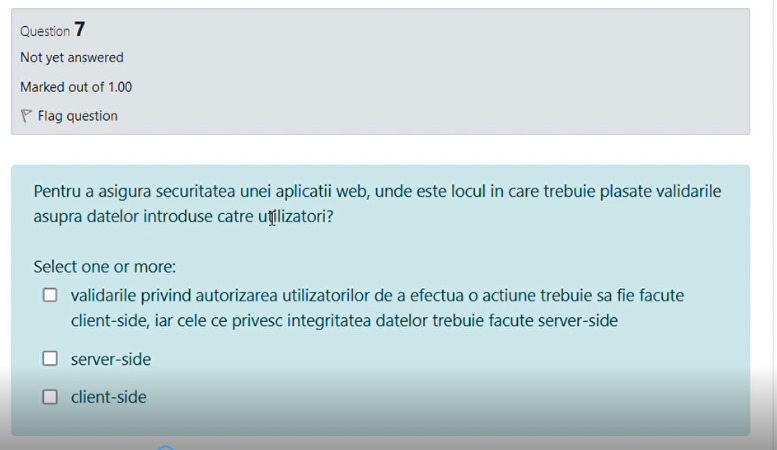 Question 7
Not yet answered
Marked out of 1.00
Flag question
Pentru a asigura securitatea unei aplicatii web, unde este locul in care trebuie plasate validarile
asupra datelor introduse catre utilizatori?
Select one or more:
validarile privind autorizarea utilizatorilor de a efectua o actiune trebuie sa fie facute
client-side, iar cele ce privesc integritatea datelor trebuie facute server-side
server-side
client-side